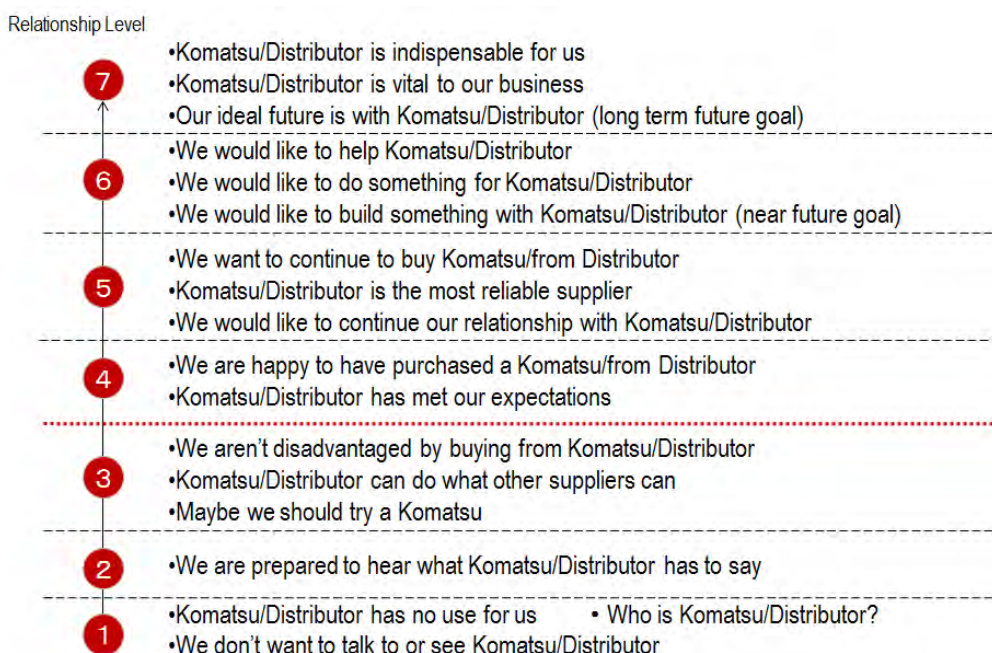 Relationship Level
7
•Komatsu/Distributor is indispensable for us
•Komatsu/Distributor is vital to our business
•Our ideal future is with Komatsu/Distributor (long term future goal)
6
•We would like to help Komatsu/Distributor
•We would like to do something for Komatsu/Distributor
•We would like to build something with Komatsu/Distributor (near future goal)
5
•We want to continue to buy Komatsu/from Distributor
•Komatsu/Distributor is the most reliable supplier
•We would like to continue our relationship with Komatsu/Distributor
4
•We are happy to have purchased a Komatsu/from Distributor
•Komatsu/Distributor has met our expectations
3
•We aren't disadvantaged by buying from Komatsu/Distributor
•Komatsu/Distributor can do what other suppliers can
•Maybe we should try a Komatsu
2
•We are prepared to hear what Komatsu/Distributor has to say
1
•Komatsu/Distributor has no use for us • Who is Komatsu/Distributor?
•We don't want to talk to or see Komatsu/Distributor